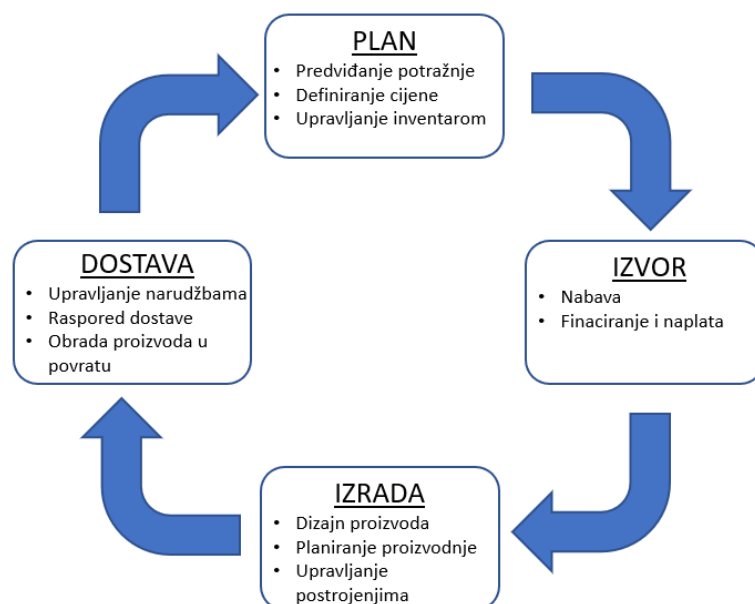 PLAN
• Predviđanje potražnje
• Definiranje cijene
• Upravljanje inventarom
DOSTAVA
• Upravljanje narudžbama
• Raspored dostave
• Obrada proizvoda u
povratu
IZVOR
• Nabava
• Finaciranje i naplata
IZRADA
• Dizajn proizvoda
• Planiranje proizvodnje
• Upravljanje
postrojenjima